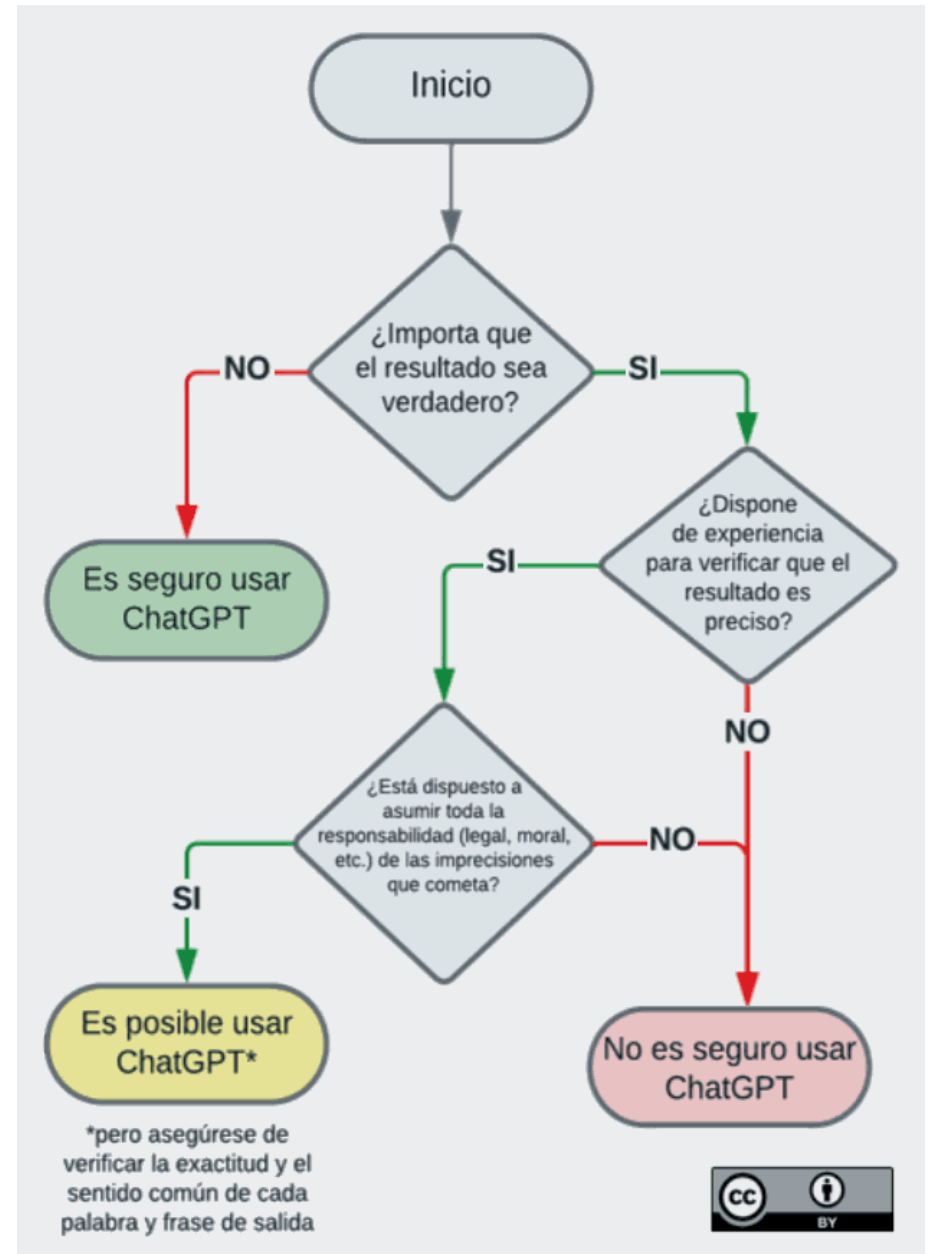 Inicio
¿Importa que
el resultado sea
verdadero?
NO
SI
¿Dispone
de experiencia
para verificar que el
resultado es
preciso?
Es seguro usar
ChatGPT
SI
NO
¿Está dispuesto a
asumir toda la
responsabilidad (legal, moral,
etc.) de las imprecisiones
que cometa?
NO
SI
Es posible usar
ChatGPT*
No es seguro usar
ChatGPT
*pero asegúrese de
verificar la exactitud y el
sentido común de cada
palabra y frase de salida
cc
BY